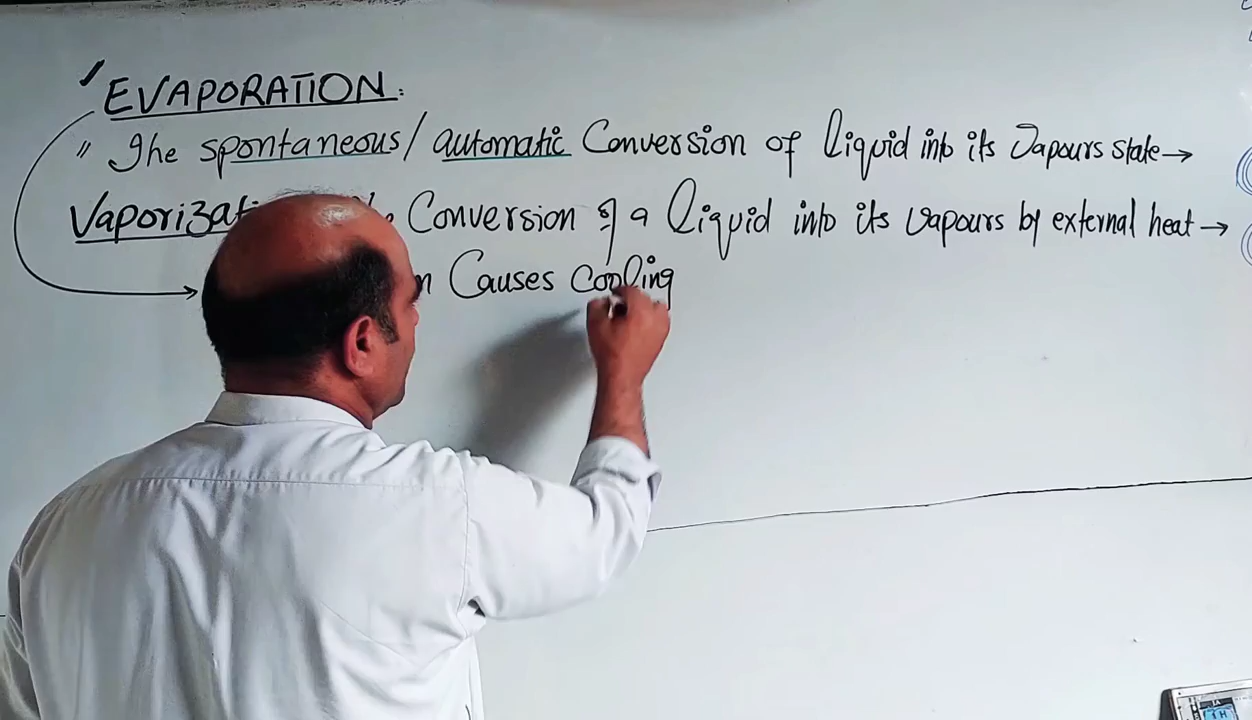 EVAPORATION:
" The spontaneous/ automatic Conversion of liquid into its Vapours state →
Conversion of a liquid into its vapours by external heat →
Causes cooling